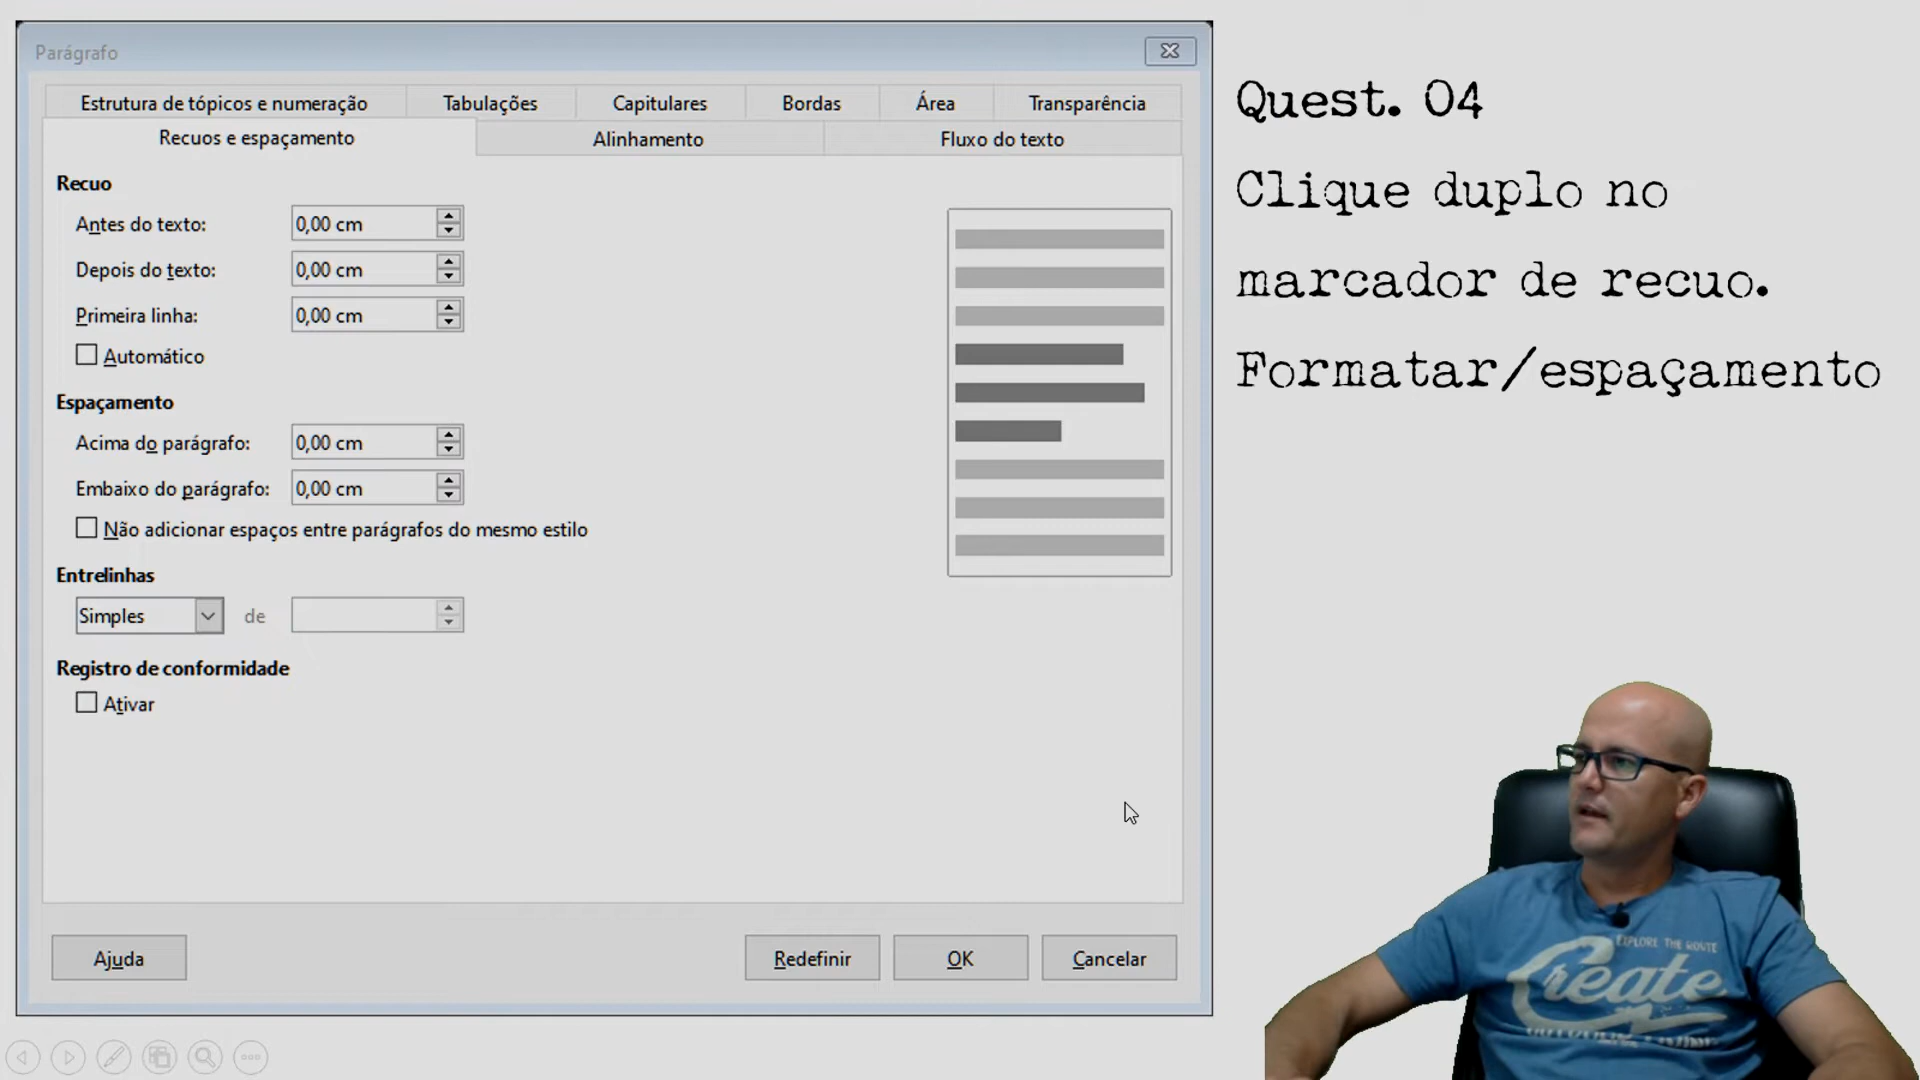 Parágrafo
Estrutura de tópicos e numeração Tabulações Capitulares Bordas Área Transparência
Recuos e espaçamento Alinhamento Fluxo do texto
Recuo
Antes do texto: 0,00 cm
Depois do texto: 0,00 cm
Primeira linha: 0,00 cm
Automático
Espaçamento
Acima do parágrafo: 0,00 cm
Embaixo do parágrafo: 0,00 cm
Não adicionar espaços entre parágrafos do mesmo estilo
Entrelinhas
Simples de
Registro de conformidade
Ativar
Ajuda Redefinir OK Cancelar
Quest. 04
Clique duplo no
marcador de recuo.
Formatar/espaçamento
EXPLORE THE ROUTE
Create